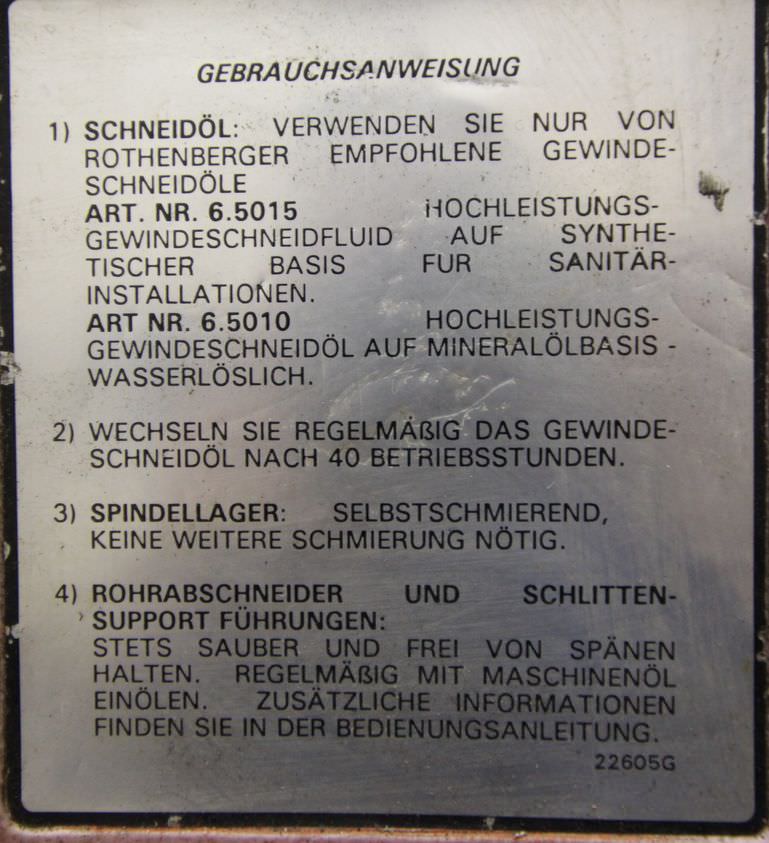 GEBRAUCHSANWEISUNG
1) SCHNEIDÖL: VERWENDEN SIE NUR VON
ROTHENBERGER EMPFOHLENE GEWINDE-
SCHNEIDÖLE
ART. NR. 6.5015 HOCHLEISTUNGS-
GEWINDESCHNEIDFLUID AUF SYNTHE-
TISCHER BASIS FUR SANITÄR-
INSTALLATIONEN.
ART NR. 6.5010 HOCHLEISTUNGS-
GEWINDESCHNEIDÖL AUF MINERALÖLBASIS -
WASSERLÖSLICH.
2) WECHSELN SIE REGELMÄßIG DAS GEWINDE-
SCHNEIDÖL NACH 40 BETRIEBSSTUNDEN.
3) SPINDELLAGER: SELBSTSCHMIEREND,
KEINE WEITERE SCHMIERUNG NÖTIG.
4) ROHRABSCHNEIDER UND SCHLITTEN-
SUPPORT FÜHRUNGEN:
STETS SAUBER UND FREI VON SPÄNEN
HALTEN. REGELMÄßIG MIT MASCHINENÖL
EINÖLEN. ZUSÄTZLICHE INFORMATIONEN
FINDEN SIE IN DER BEDIENUNGSANLEITUNG.
22605G